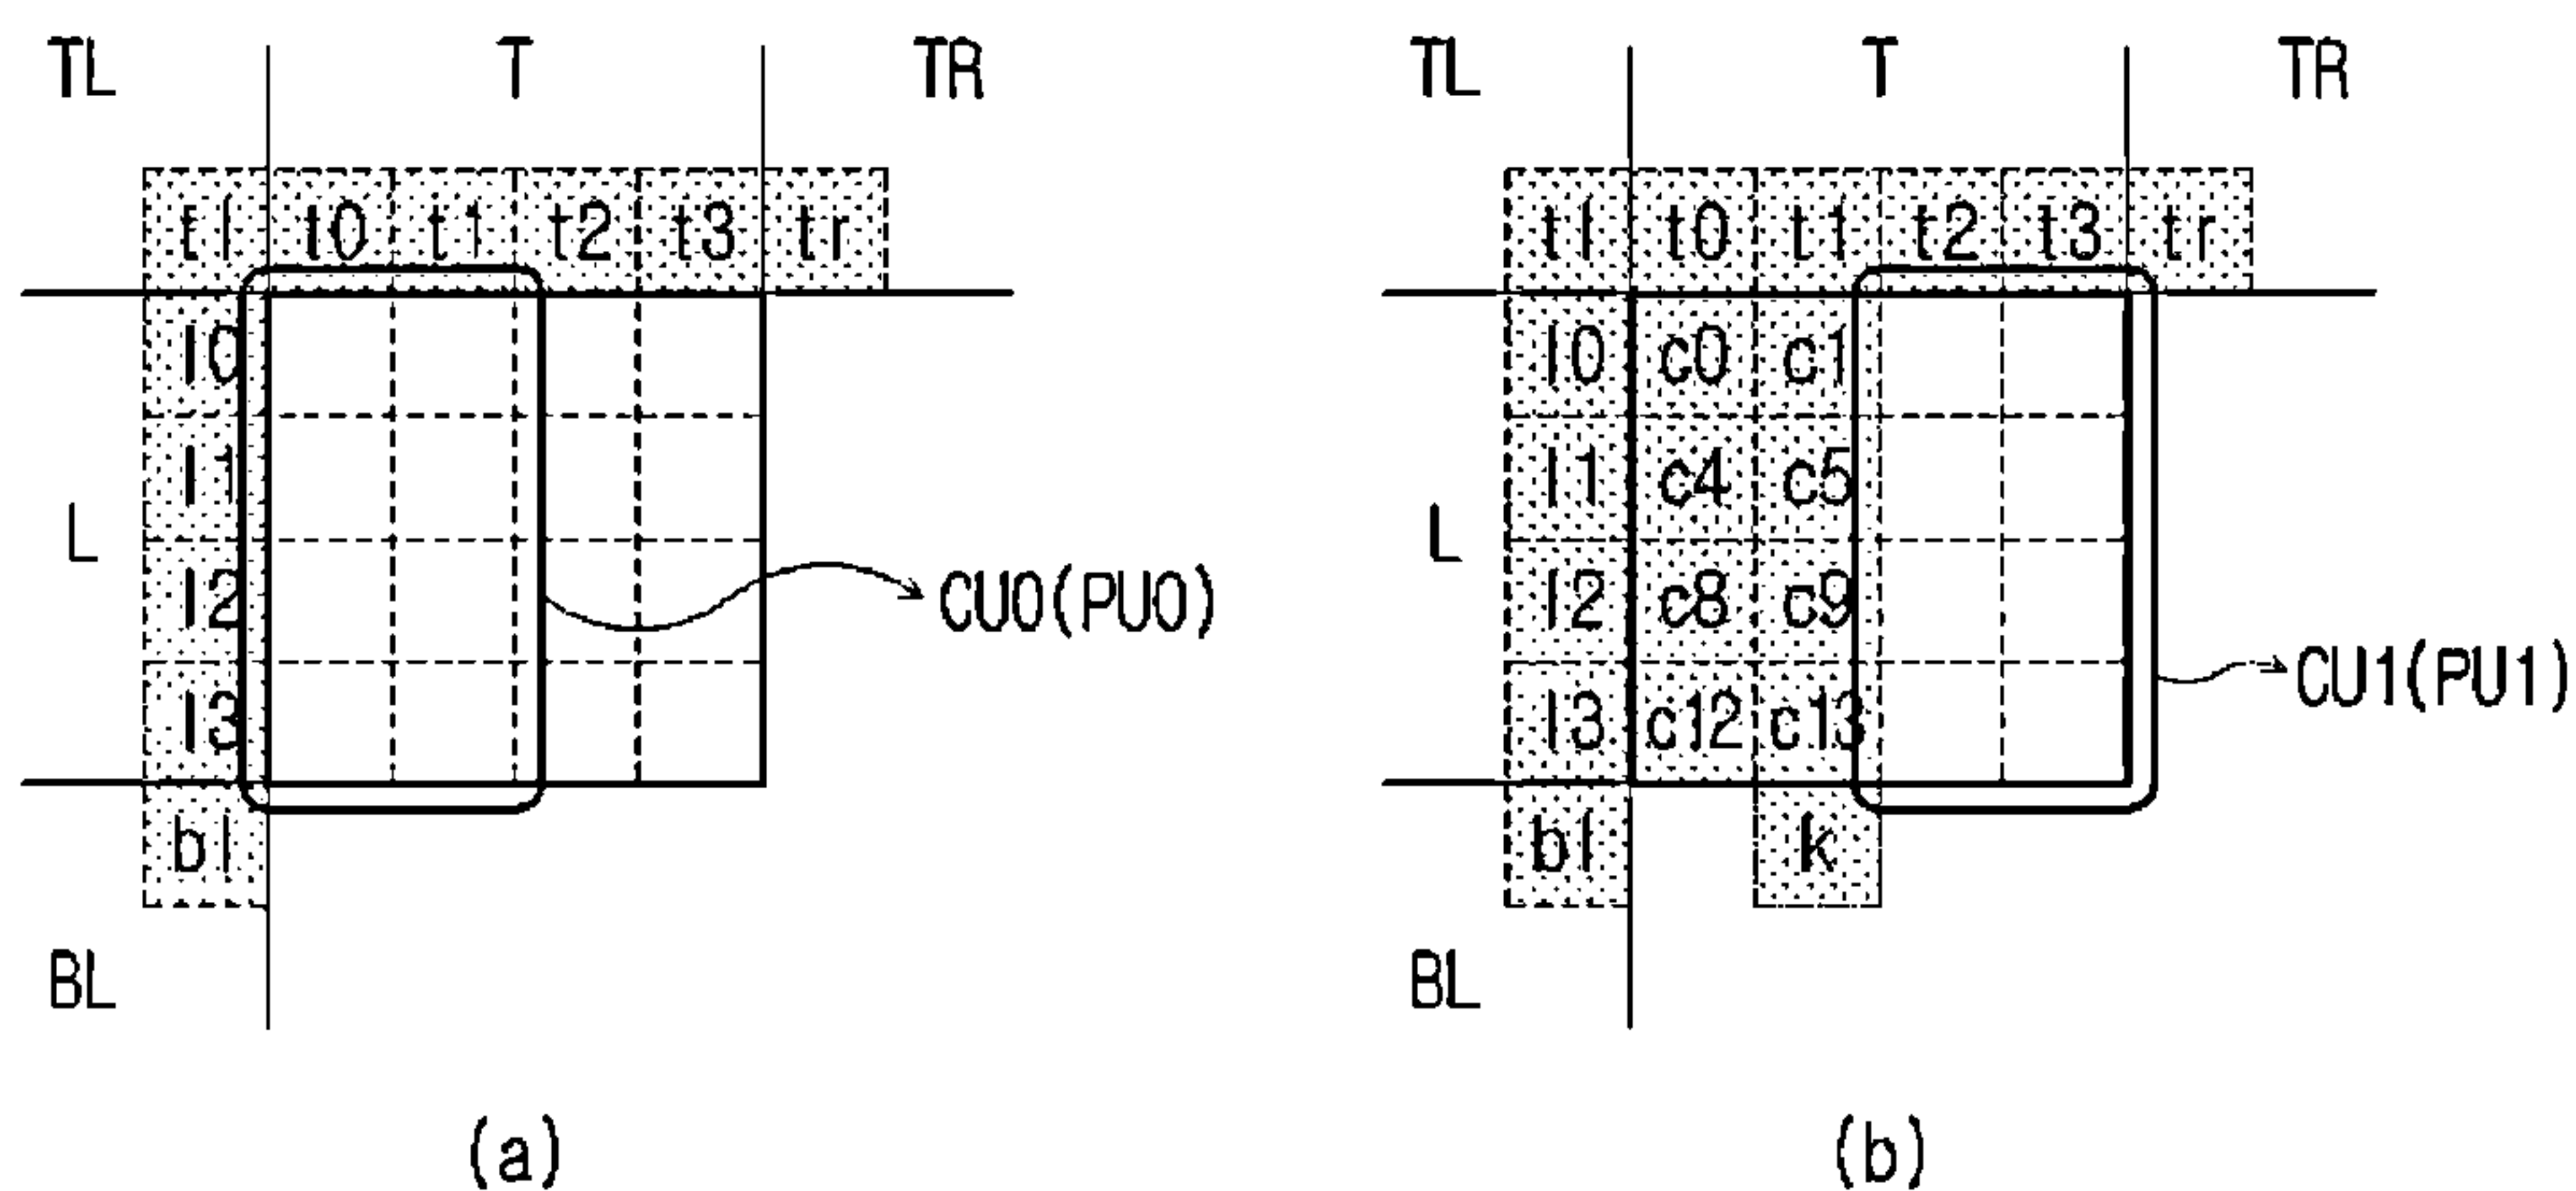 TL T TR
tl t0 t1 t2 t3 tr
l0
l1
L
l2
l3
bl
BL
CU0(PU0)
(a)
TL T TR
tl t0 t1 t2 t3 tr
l0 c0 c1
l1 c4 c5
L
l2 c8 c9
l3 c12 c13
bl k
BL
CU1(PU1)
(b)